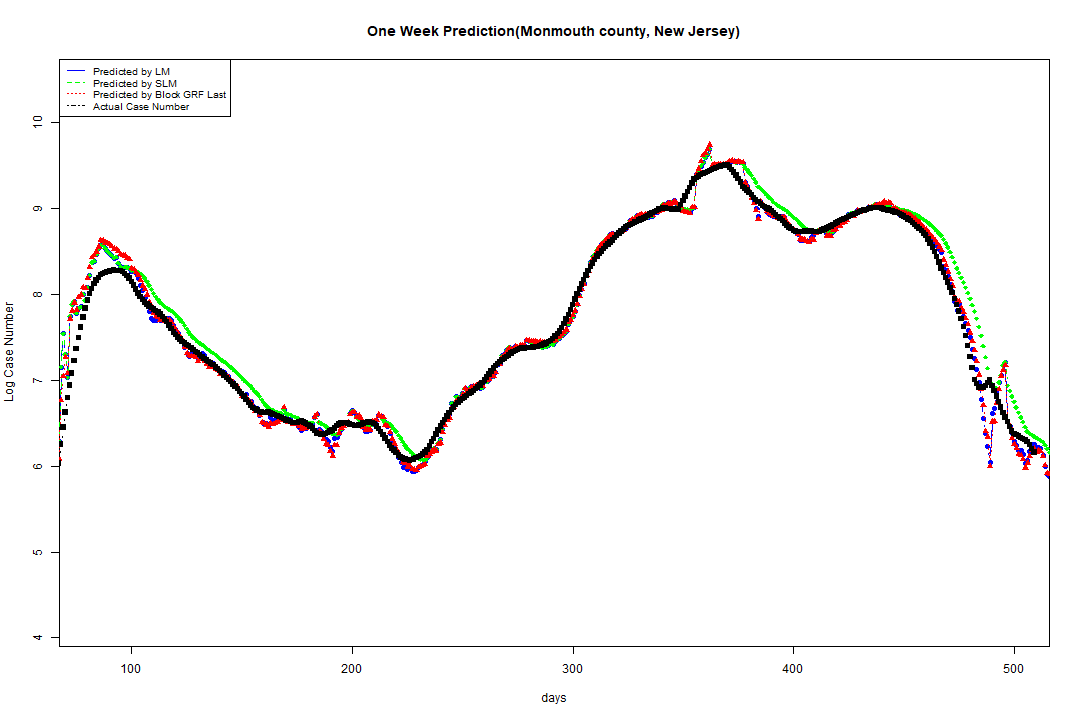 One Week Prediction(Monmouth county, New Jersey)
Predicted by LM
Predicted by SLM
Predicted by Block GRF Last
Actual Case Number
Log Case Number
10
9
8
7
6
5
4
100 200 300 400 500
days